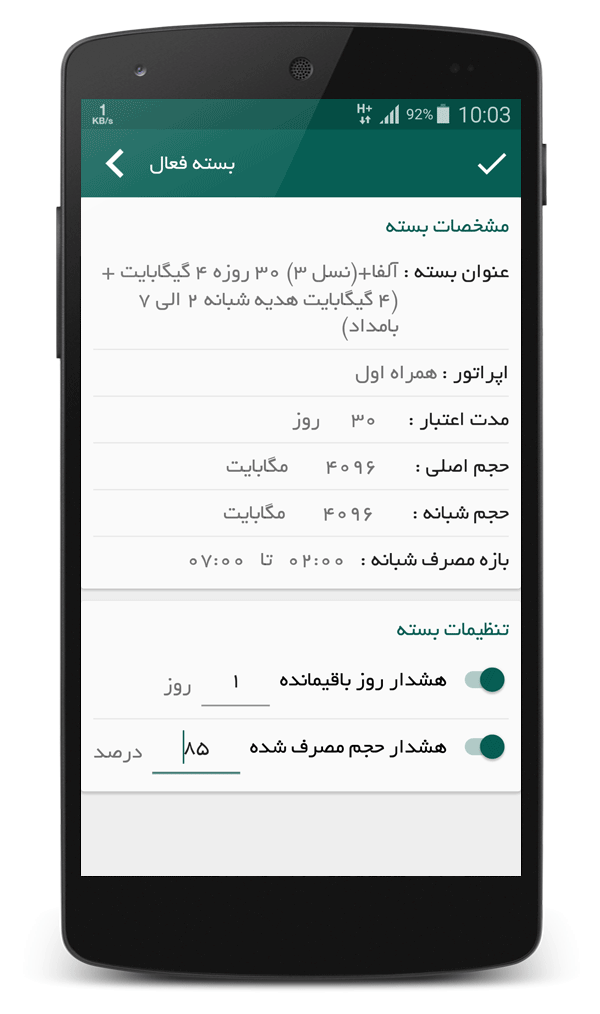 1
KB/s
H+ 92% 10:03
بسته فعال
مشخصات بسته
عنوان بسته : آلفا+(نسل ۳) ۳۰ روزه ۴ گیگابایت +
(۴ گیگابایت هدیه شبانه ۲ الی ۷
بامداد)
اپراتور : همراه اول
مدت اعتبار : ۳۰ روز
حجم اصلی : ۴۰۹۶ مگابایت
حجم شبانه : ۴۰۹۶ مگابایت
بازه مصرف شبانه : ۰۲:۰۰ تا ۰۷:۰۰
تنظیمات بسته
هشدار روز باقیمانده ۱ روز
هشدار حجم مصرف شده ۸۵ درصد